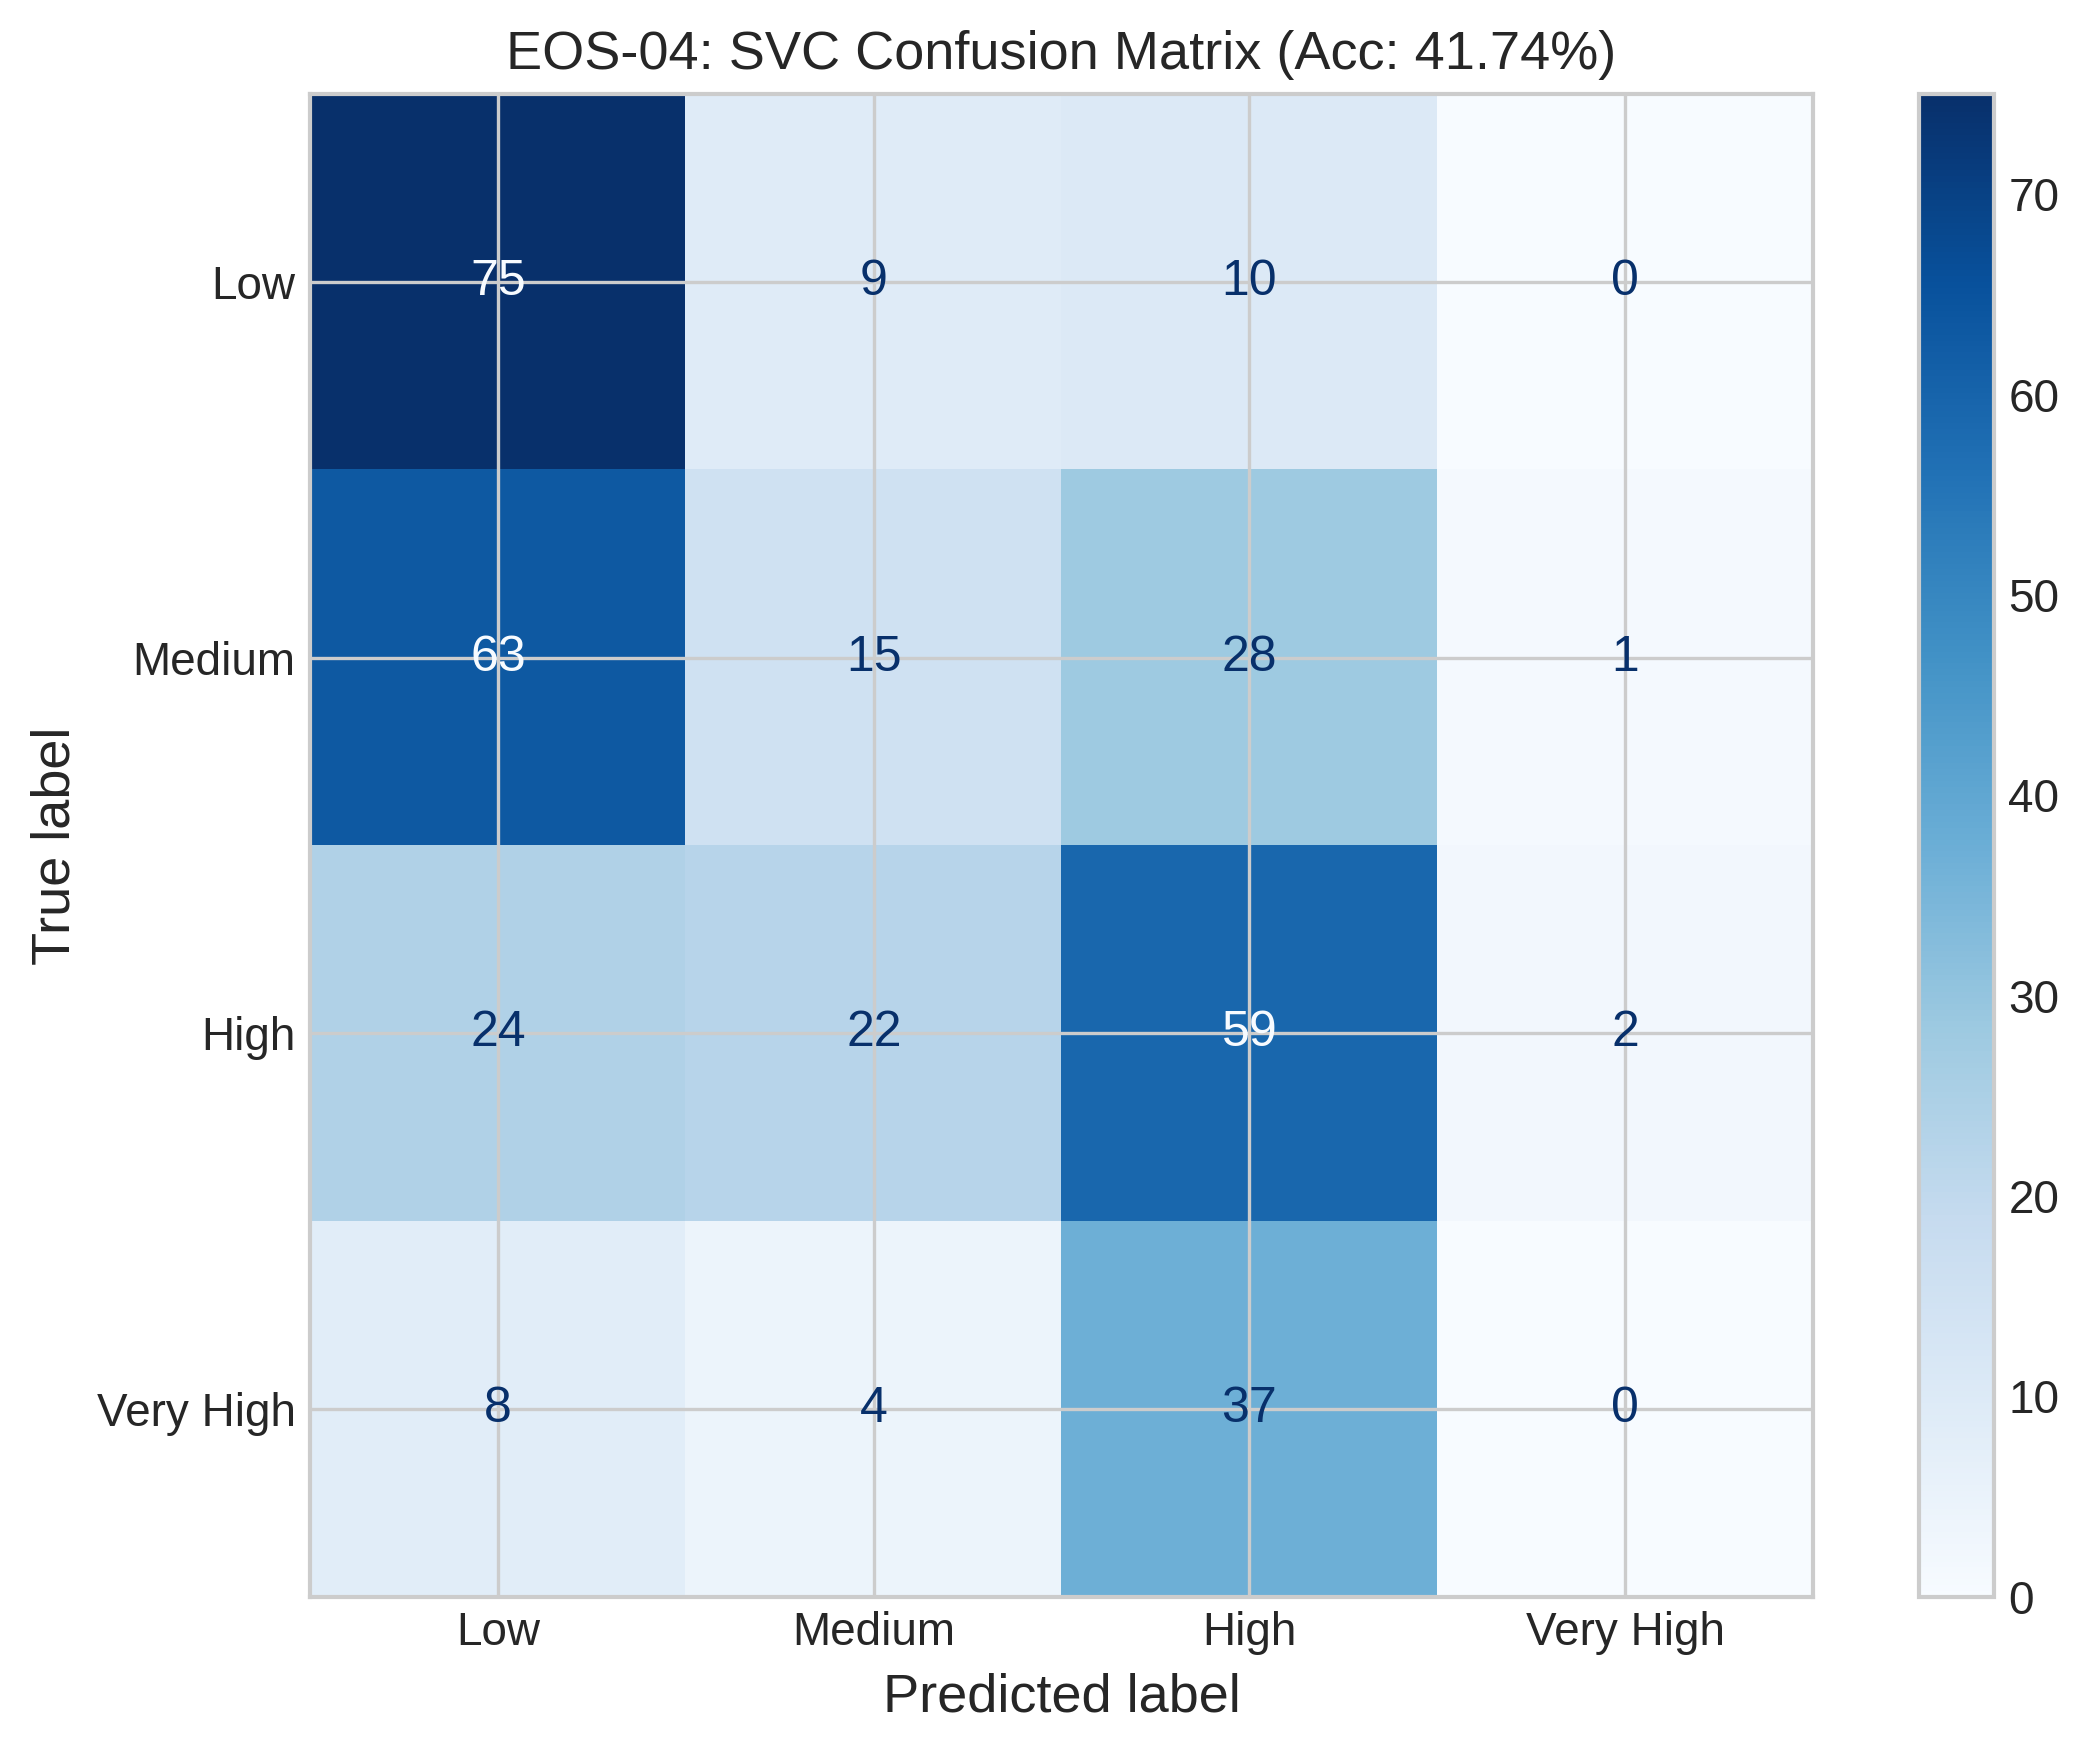 EOS-04: SVC Confusion Matrix (Acc: 41.74%)
True label
Low 75 9 10 0
Medium 63 15 28 1
High 24 22 59 2
Very High 8 4 37 0
Low Medium High Very High
Predicted label
70
60
50
40
30
20
10
0